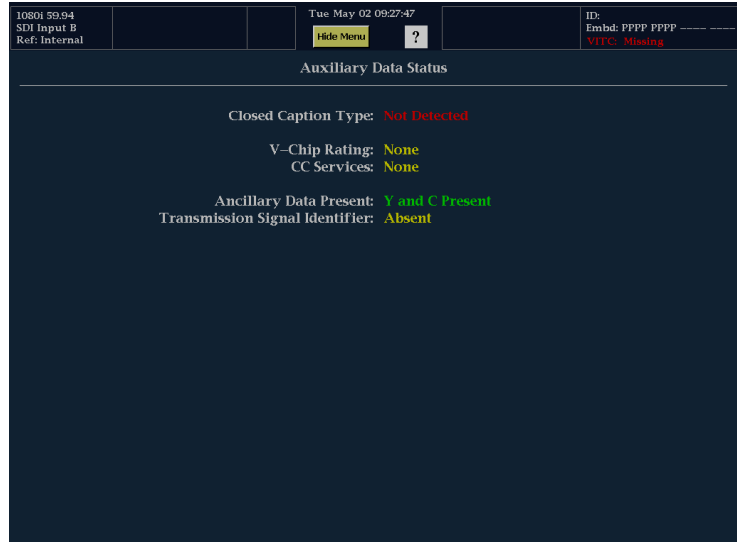 1080i 59.94
SDI Input B
Ref: Internal
Tue May 02 09:27:47
Hide Menu
?
ID:
Embd: PPPP PPPP –––– ––––
VITC: Missing
Auxiliary Data Status
Closed Caption Type: Not Detected
V–Chip Rating: None
CC Services: None
Ancillary Data Present: Y and C Present
Transmission Signal Identifier: Absent